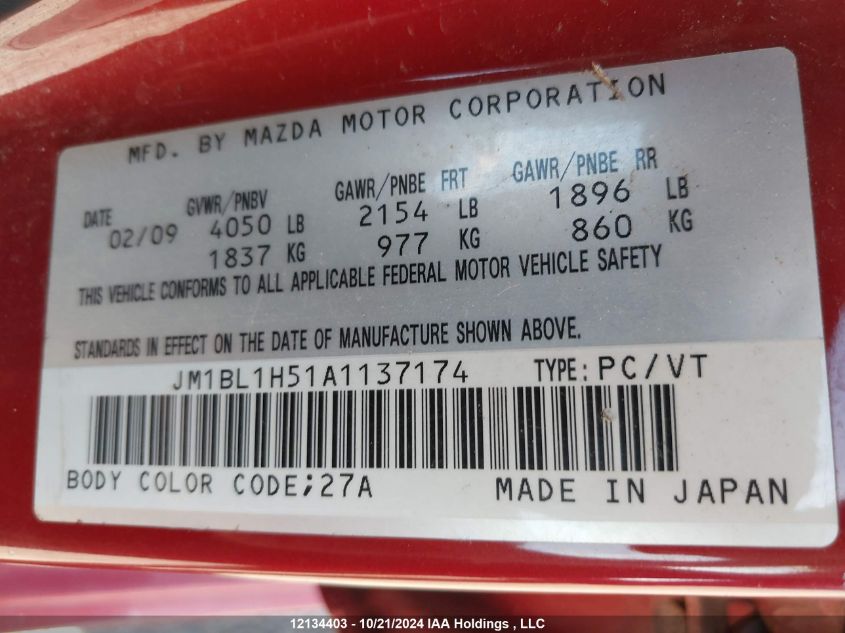 MFD. BY MAZDA MOTOR CORPORATION
DATE GVWR/PNBV GAWR/PNBE FRT GAWR/PNBE RR
02/09 4050 LB 2154 LB 1896 LB
1837 KG 977 KG 860 KG
THIS VEHICLE CONFORMS TO ALL APPLICABLE FEDERAL MOTOR VEHICLE SAFETY
STANDARDS IN EFFECT ON THE DATE OF MANUFACTURE SHOWN ABOVE.
JM1BL1H51A1137174 TYPE: PC/VT
BODY COLOR CODE;27A MADE IN JAPAN
12134403 - 10/21/2024 IAA Holdings , LLC